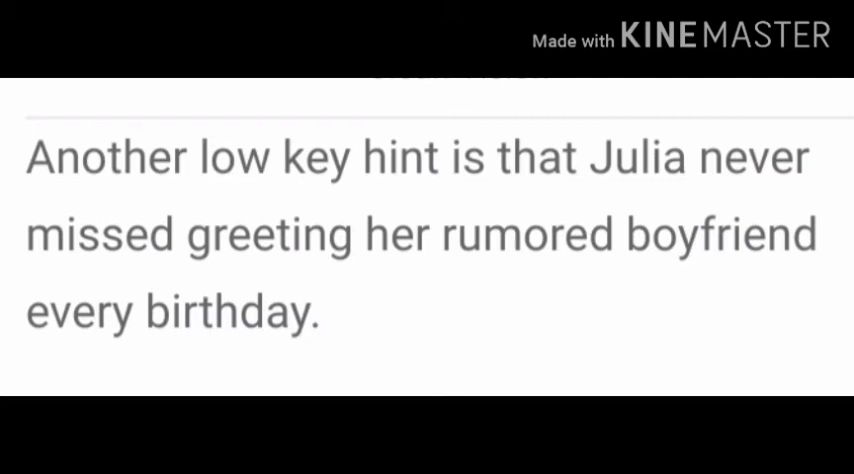 Made with KINEMASTER
Another low key hint is that Julia never
missed greeting her rumored boyfriend
every birthday.